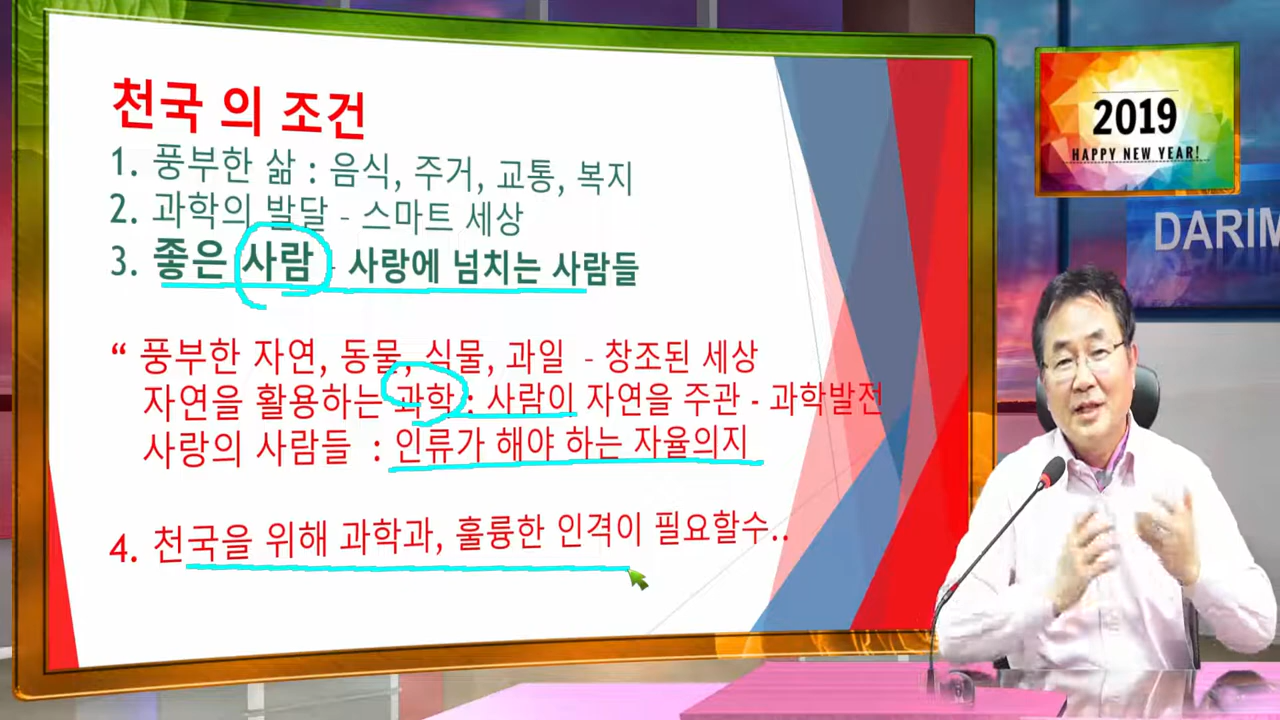 천국 의 조건
1. 풍부한 삶 : 음식, 주거, 교통, 복지
2. 과학의 발달 - 스마트 세상
3. 좋은 사람 - 사랑에 넘치는 사람들
“ 풍부한 자연, 동물, 식물, 과일 - 창조된 세상
자연을 활용하는 과학 : 사람이 자연을 주관 - 과학발전
사랑의 사람들 : 인류가 해야 하는 자율의지
4. 천국을 위해 과학과, 훌륭한 인격이 필요할수..
2019
HAPPY NEW YEAR!
DARIM